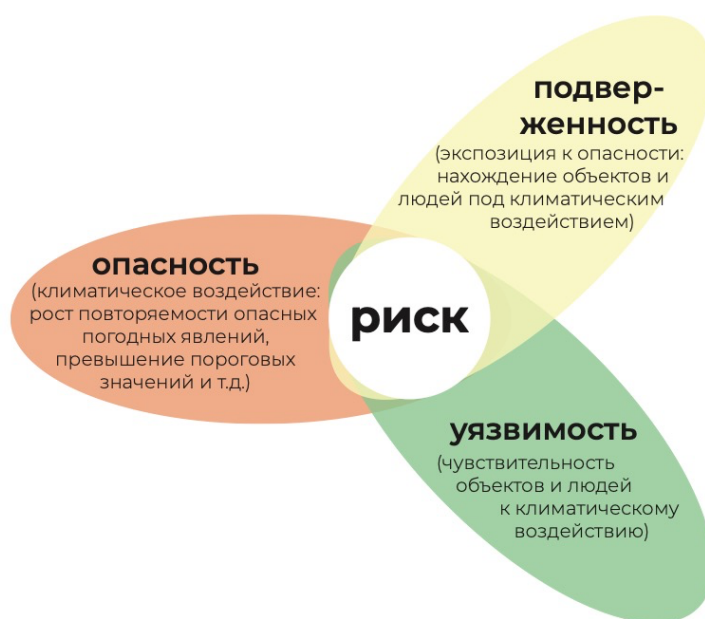 подвер-
женность
(экспозиция к опасности:
нахождение объектов и
людей под климатическим
воздействием)
опасность
(климатическое воздействие:
рост повторяемости опасных
погодных явлений,
превышение пороговых
значений и т.д.)
риск
уязвимость
(чувствительность
объектов и людей
к климатическому
воздействию)